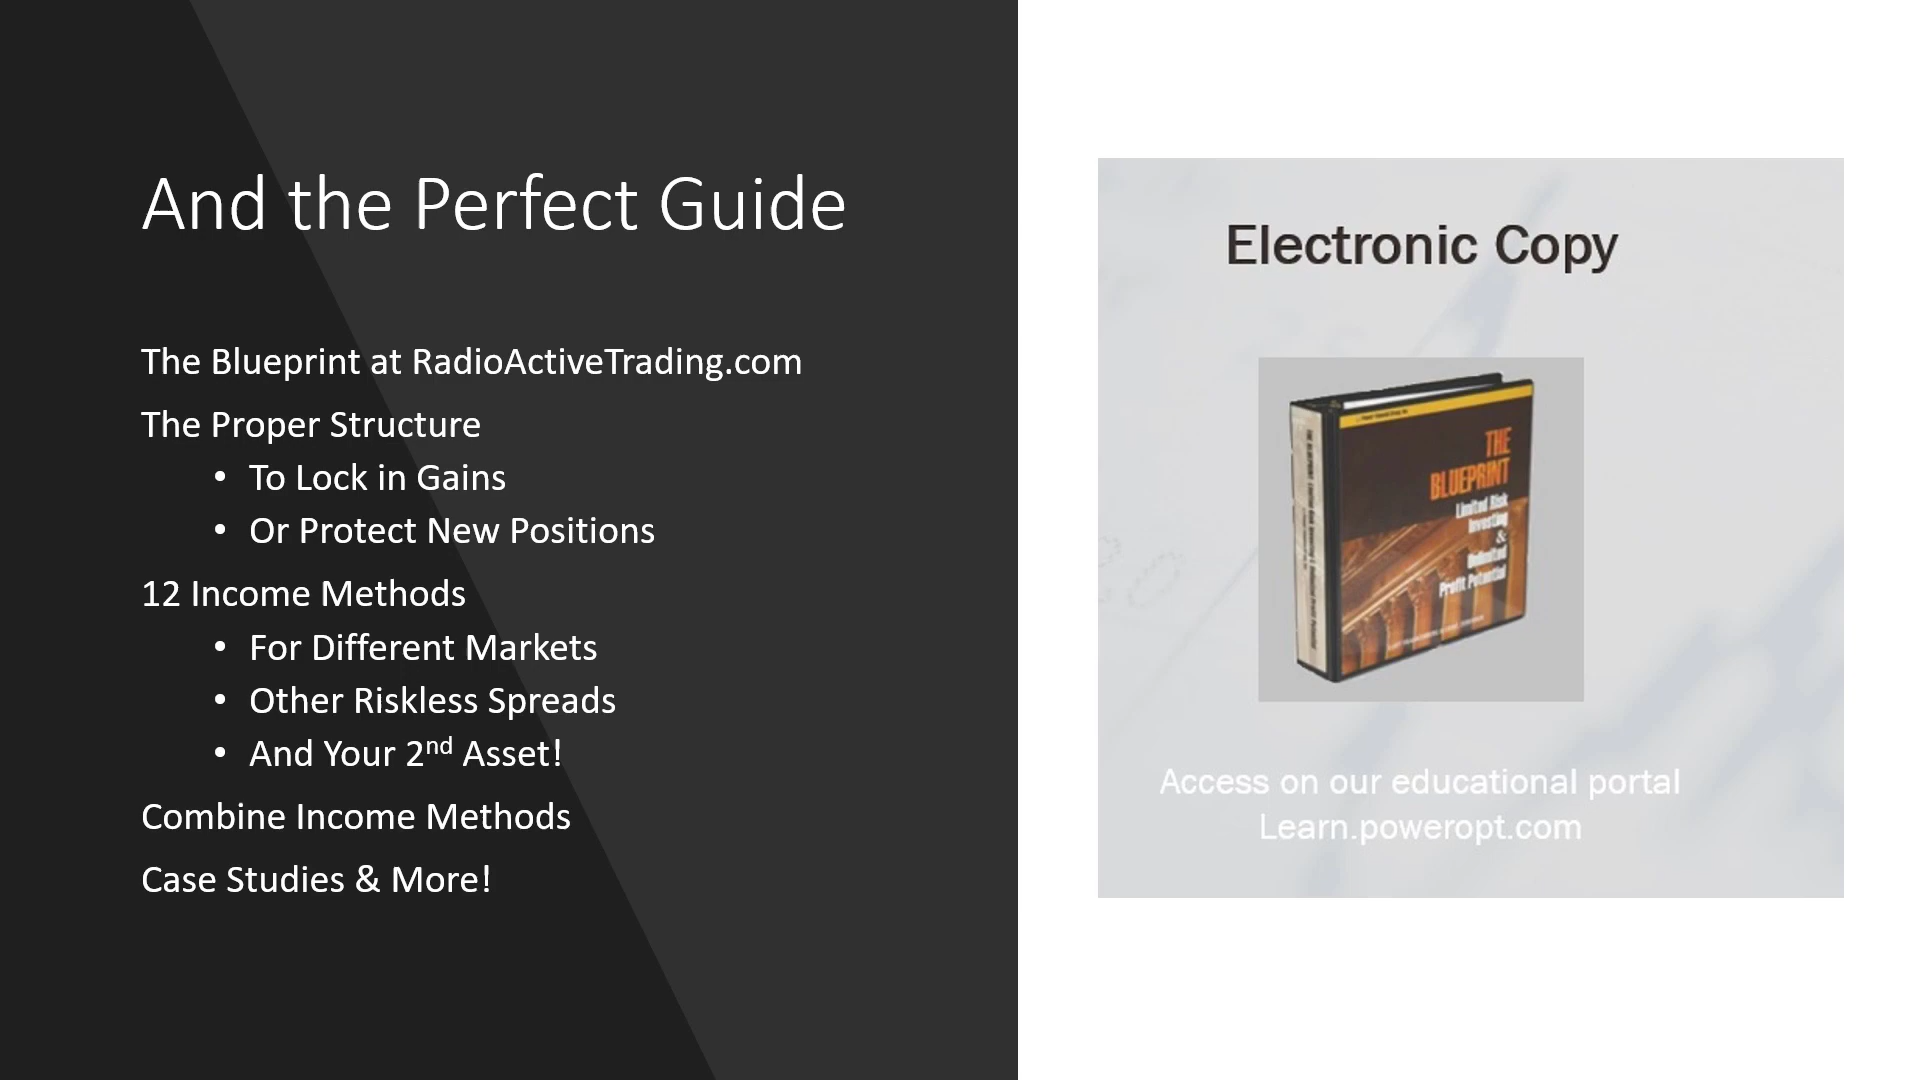 And the Perfect Guide
The Blueprint at RadioActiveTrading.com
The Proper Structure
• To Lock in Gains
• Or Protect New Positions
12 Income Methods
• For Different Markets
• Other Riskless Spreads
• And Your 2nd Asset!
Combine Income Methods
Case Studies & More!
Electronic Copy
THE
BLUEPRINT
Limited Risk
Investing
&
Unlimited
Profit Potential
Access on our educational portal
Learn.poweropt.com